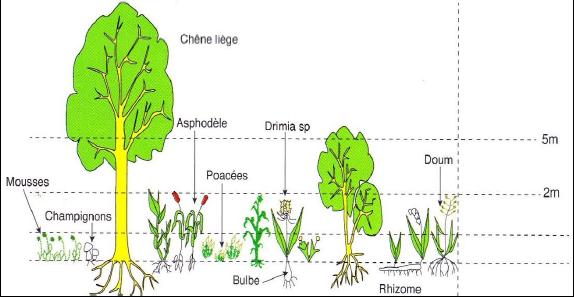 Chêne liège
Asphodèle
Drimia sp
5m
Doum
Poacées
Mousses
2m
Champignons
Bulbe
Rhizome